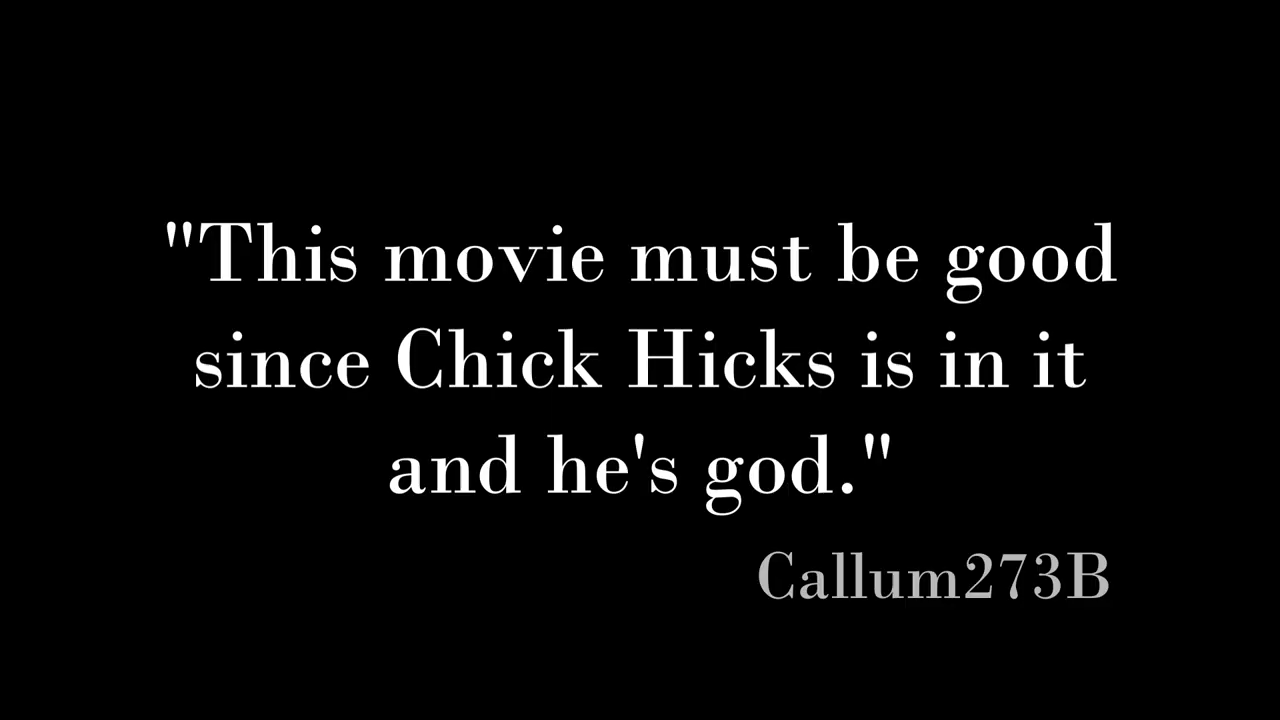 "This movie must be good
since Chick Hicks is in it
and he's god."
Callum273B